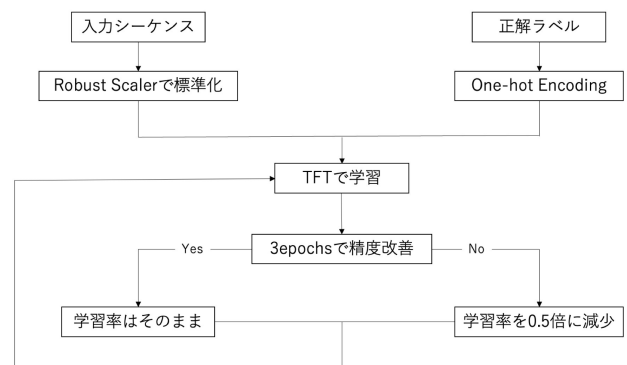 入力シーケンス
正解ラベル
Robust Scalerで標準化
One-hot Encoding
TFTで学習
3epochsで精度改善
Yes
No
学習率はそのまま
学習率を0.5倍に減少